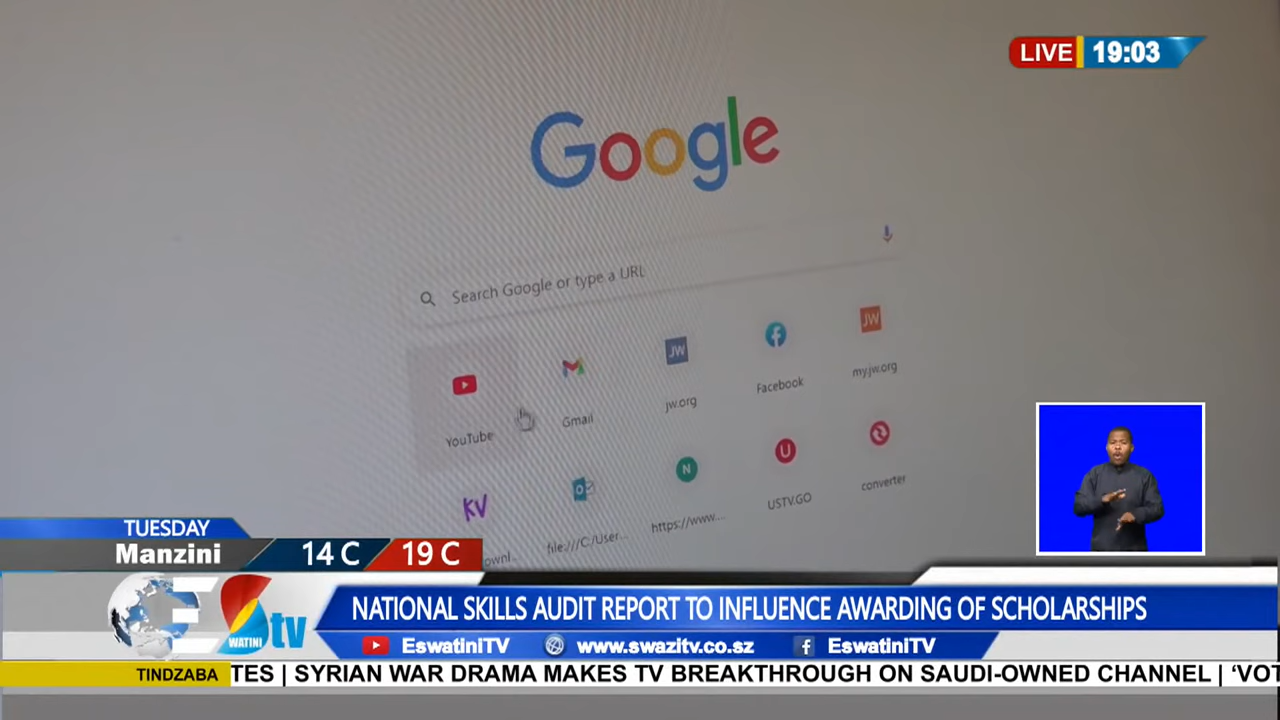 LIVE 19:03
Google
Search Google or type a URL
YouTube
Gmail
JW
jw.org
Facebook
JW
myjw.org
KV
ownl...
file:///C:/User...
N
https://www...
U
USTV.GO
converter
TUESDAY
Manzini 14 C 19 C
E WATINI tv
NATIONAL SKILLS AUDIT REPORT TO INFLUENCE AWARDING OF SCHOLARSHIPS
EswatiniTV www.swazitv.co.sz EswatiniTV
TINDZABA TES | SYRIAN WAR DRAMA MAKES TV BREAKTHROUGH ON SAUDI-OWNED CHANNEL | ‘VOT